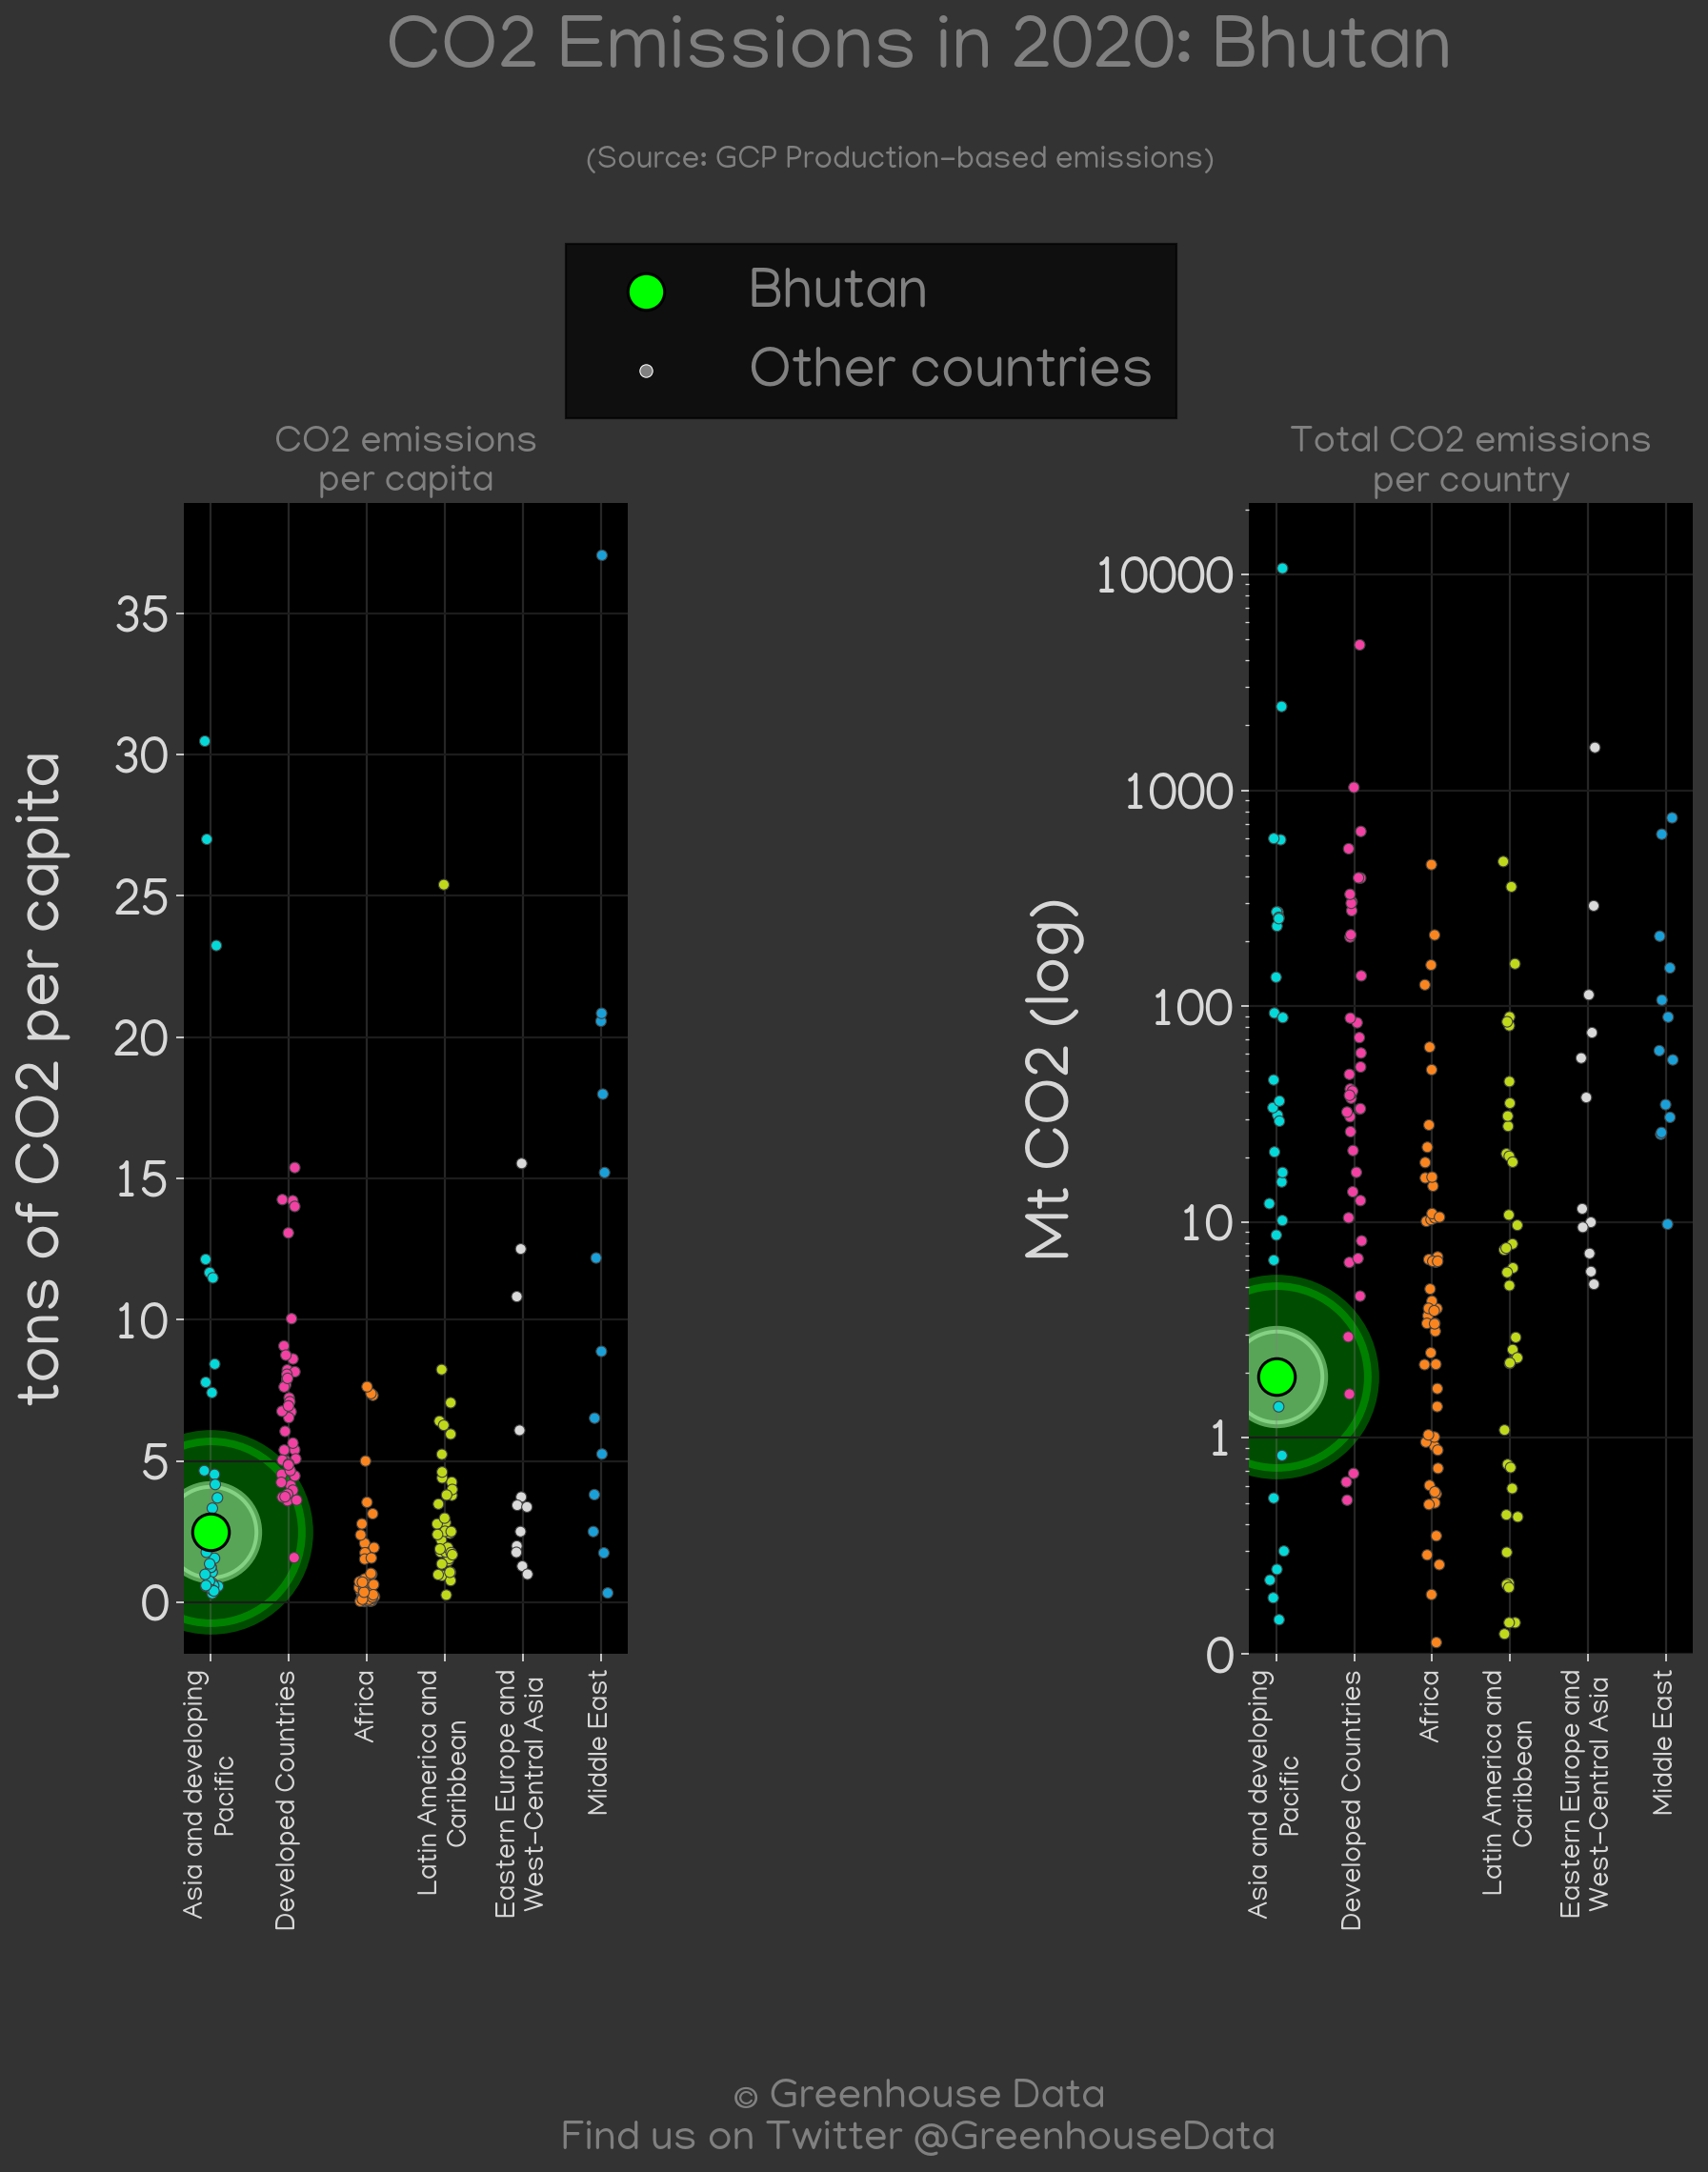 CO2 Emissions in 2020: Bhutan
(Source: GCP Production-based emissions)
Bhutan
Other countries
CO2 emissions
per capita
tons of CO2 per capita
35
30
25
20
15
10
5
0
Asia and developing
Pacific
Developed Countries
Africa
Latin America and
Caribbean
Eastern Europe and
West-Central Asia
Middle East
Total CO2 emissions
per country
Mt CO2 (log)
10000
1000
100
10
1
0
Asia and developing
Pacific
Developed Countries
Africa
Latin America and
Caribbean
Eastern Europe and
West-Central Asia
Middle East
© Greenhouse Data
Find us on Twitter @GreenhouseData